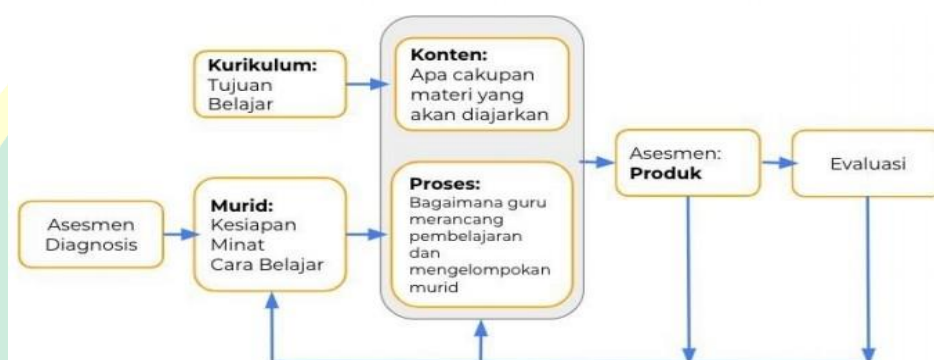 Kurikulum:
Tujuan
Belajar
Konten:
Apa cakupan
materi yang
akan diajarkan
Asesmen
Diagnosis
Murid:
Kesiapan
Minat
Cara Belajar
Proses:
Bagaimana guru
merancang
pembelajaran
dan
mengelompokan
murid
Asesmen:
Produk
Evaluasi